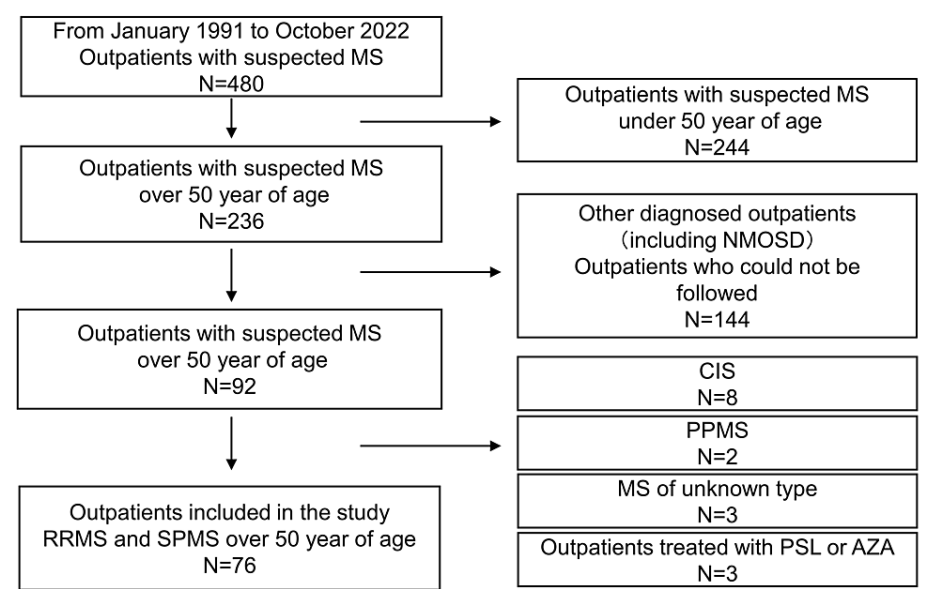 From January 1991 to October 2022
Outpatients with suspected MS
N=480
Outpatients with suspected MS
under 50 year of age
N=244
Outpatients with suspected MS
over 50 year of age
N=236
Other diagnosed outpatients
（including NMOSD）
Outpatients who could not be
followed
N=144
Outpatients with suspected MS
over 50 year of age
N=92
CIS
N=8
PPMS
N=2
MS of unknown type
N=3
Outpatients treated with PSL or AZA
N=3
Outpatients included in the study
RRMS and SPMS over 50 year of age
N=76